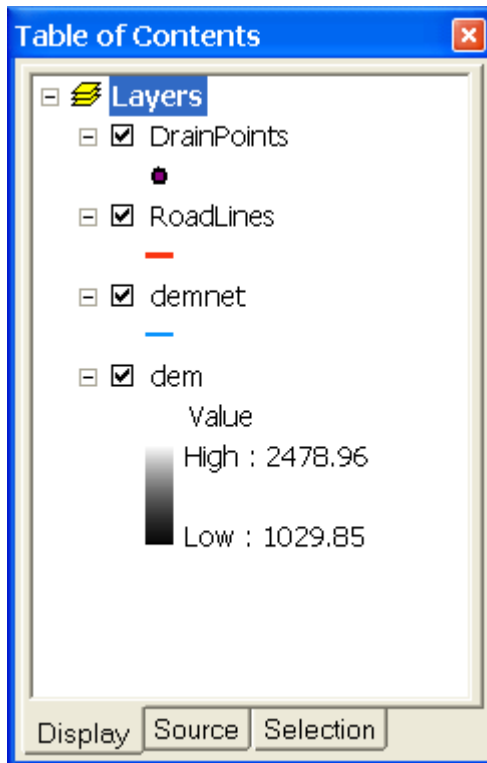 Table of Contents
Layers
DrainPoints
RoadLines
demnet
dem
Value
High : 2478.96
Low : 1029.85
Display Source Selection